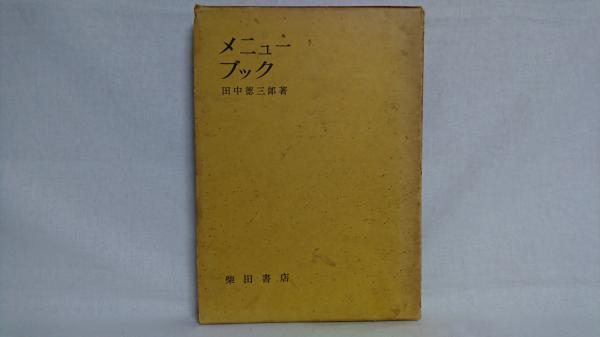 メニュー
ブック
田中徳三郎著
柴田書店